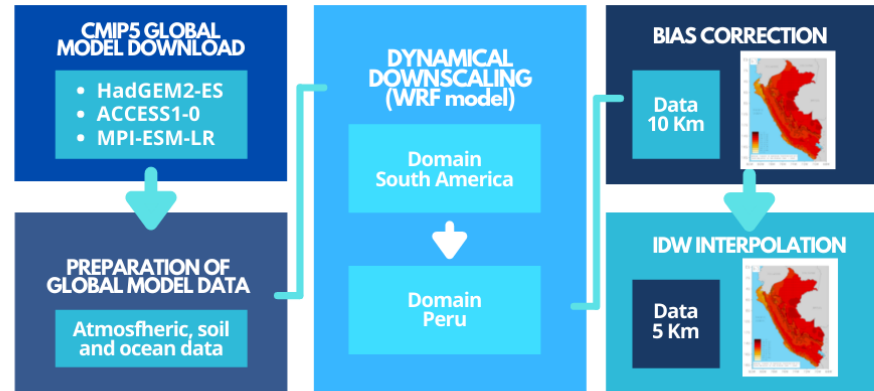 CMIP5 GLOBAL
MODEL DOWNLOAD
• HadGEM2-ES
• ACCESS1-0
• MPI-ESM-LR
PREPARATION OF
GLOBAL MODEL DATA
Atmosfheric, soil
and ocean data
DYNAMICAL
DOWNSCALING
(WRF model)
Domain
South America
Domain
Peru
BIAS CORRECTION
Data
10 Km
IDW INTERPOLATION
Data
5 Km